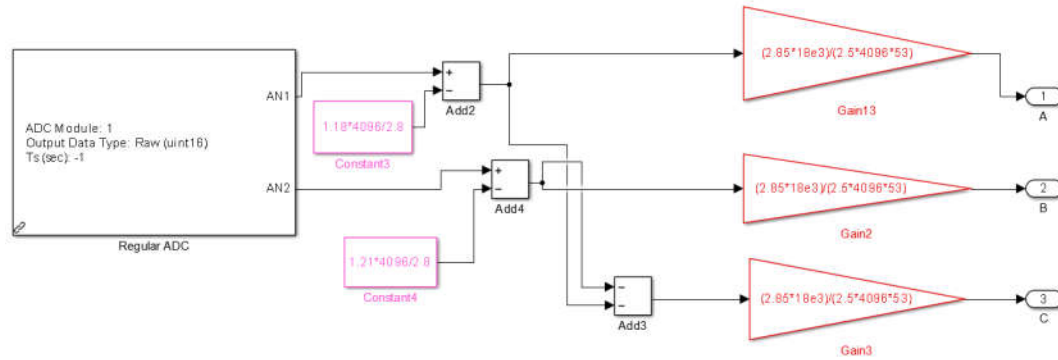 (2.85*18e3)/(2.5*4096*53)
Gain13
1
A
AN1
+
−
Add2
ADC Module: 1
Output Data Type: Raw (uint16)
Ts (sec): -1
1.18*4096/2.8
Constant3
AN2
+
−
Add4
(2.85*18e3)/(2.5*4096*53)
Gain2
2
B
Regular ADC
1.21*4096/2.8
Constant4
−
−
Add3
(2.85*18e3)/(2.5*4096*53)
Gain3
3
C